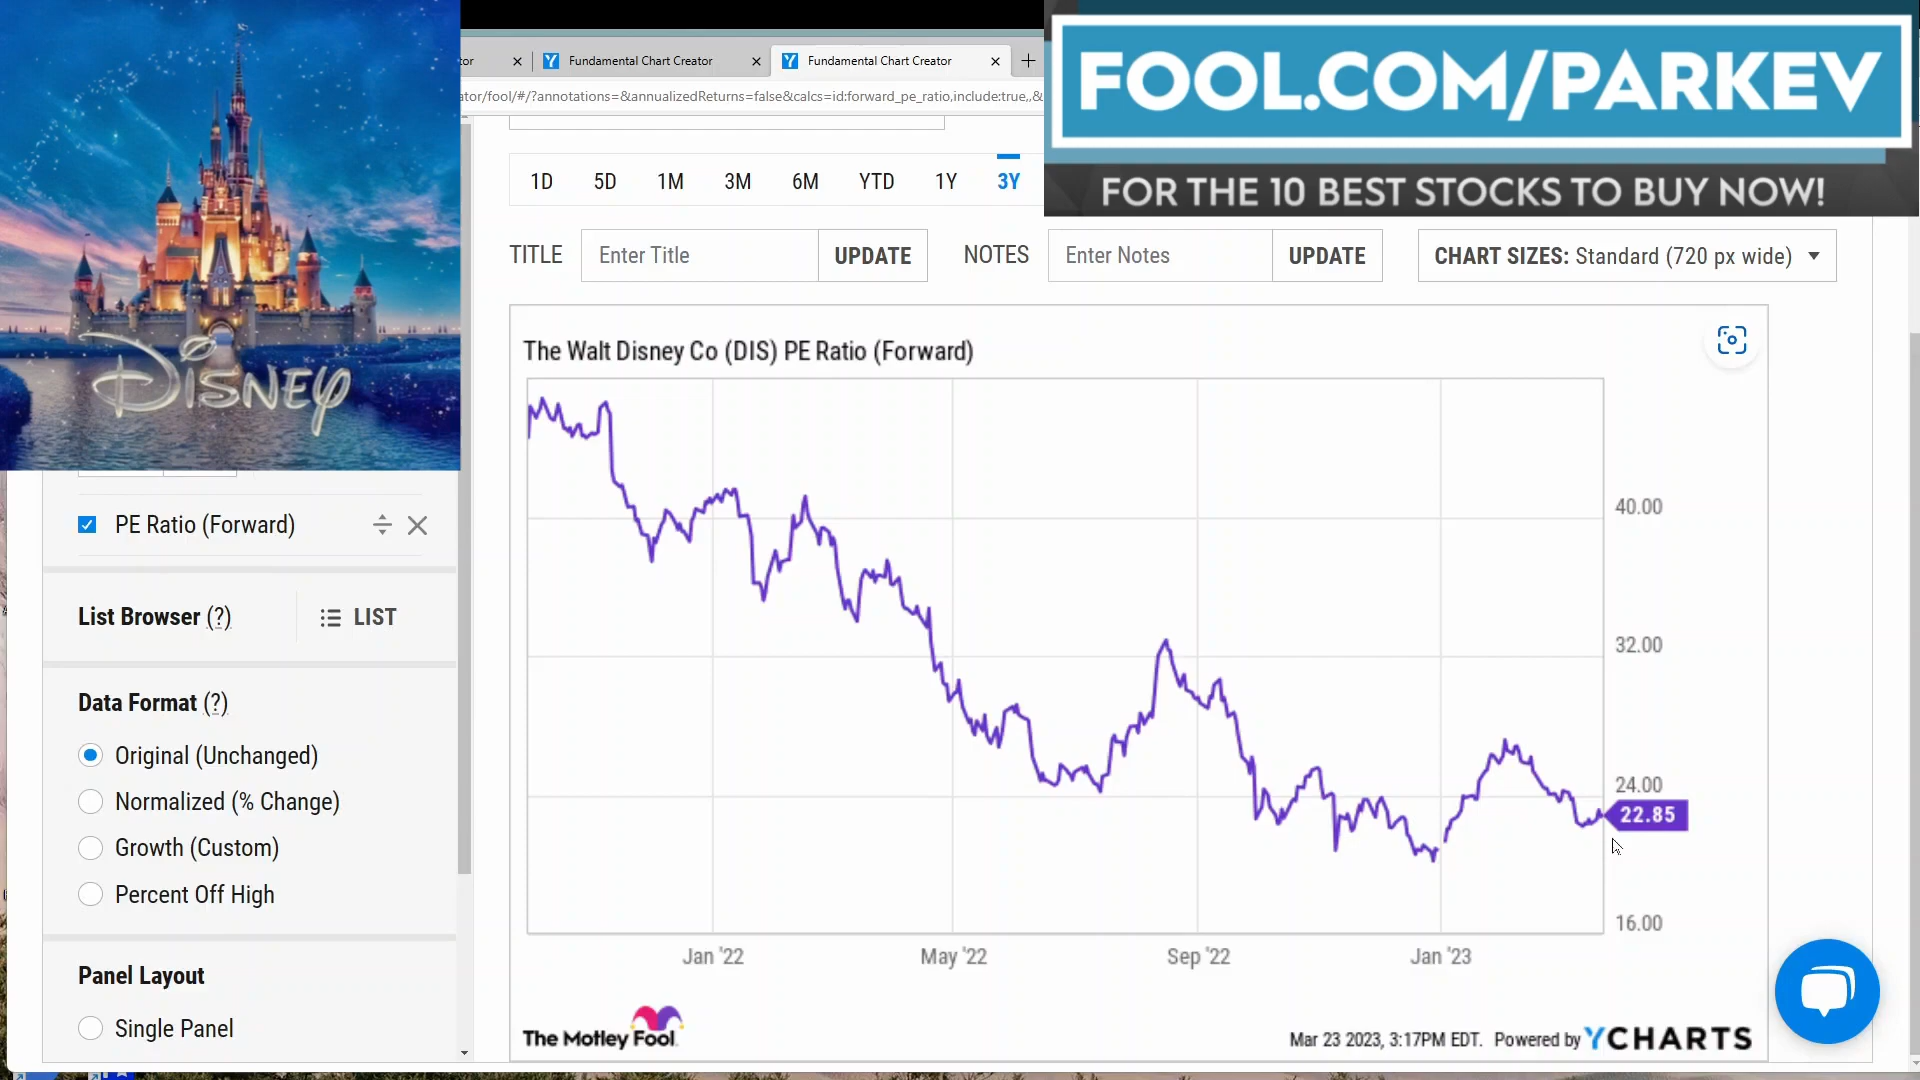 tor
Fundamental Chart Creator
Fundamental Chart Creator
ator/fool/#/?annotations=&annualizedReturns=false&calcs=id:forward_pe_ratio,include:true,,&
FOOL.COM/PARKEV
FOR THE 10 BEST STOCKS TO BUY NOW!
1D 5D 1M 3M 6M YTD 1Y 3Y
TITLE Enter Title UPDATE NOTES Enter Notes UPDATE CHART SIZES: Standard (720 px wide)
DISNEY
The Walt Disney Co (DIS) PE Ratio (Forward)
40.00
32.00
24.00
22.85
16.00
Jan '22 May '22 Sep '22 Jan '23
The Motley Fool.
Mar 23 2023, 3:17PM EDT. Powered by YCHARTS
PE Ratio (Forward)
List Browser (?) LIST
Data Format (?)
Original (Unchanged)
Normalized (% Change)
Growth (Custom)
Percent Off High
Panel Layout
Single Panel